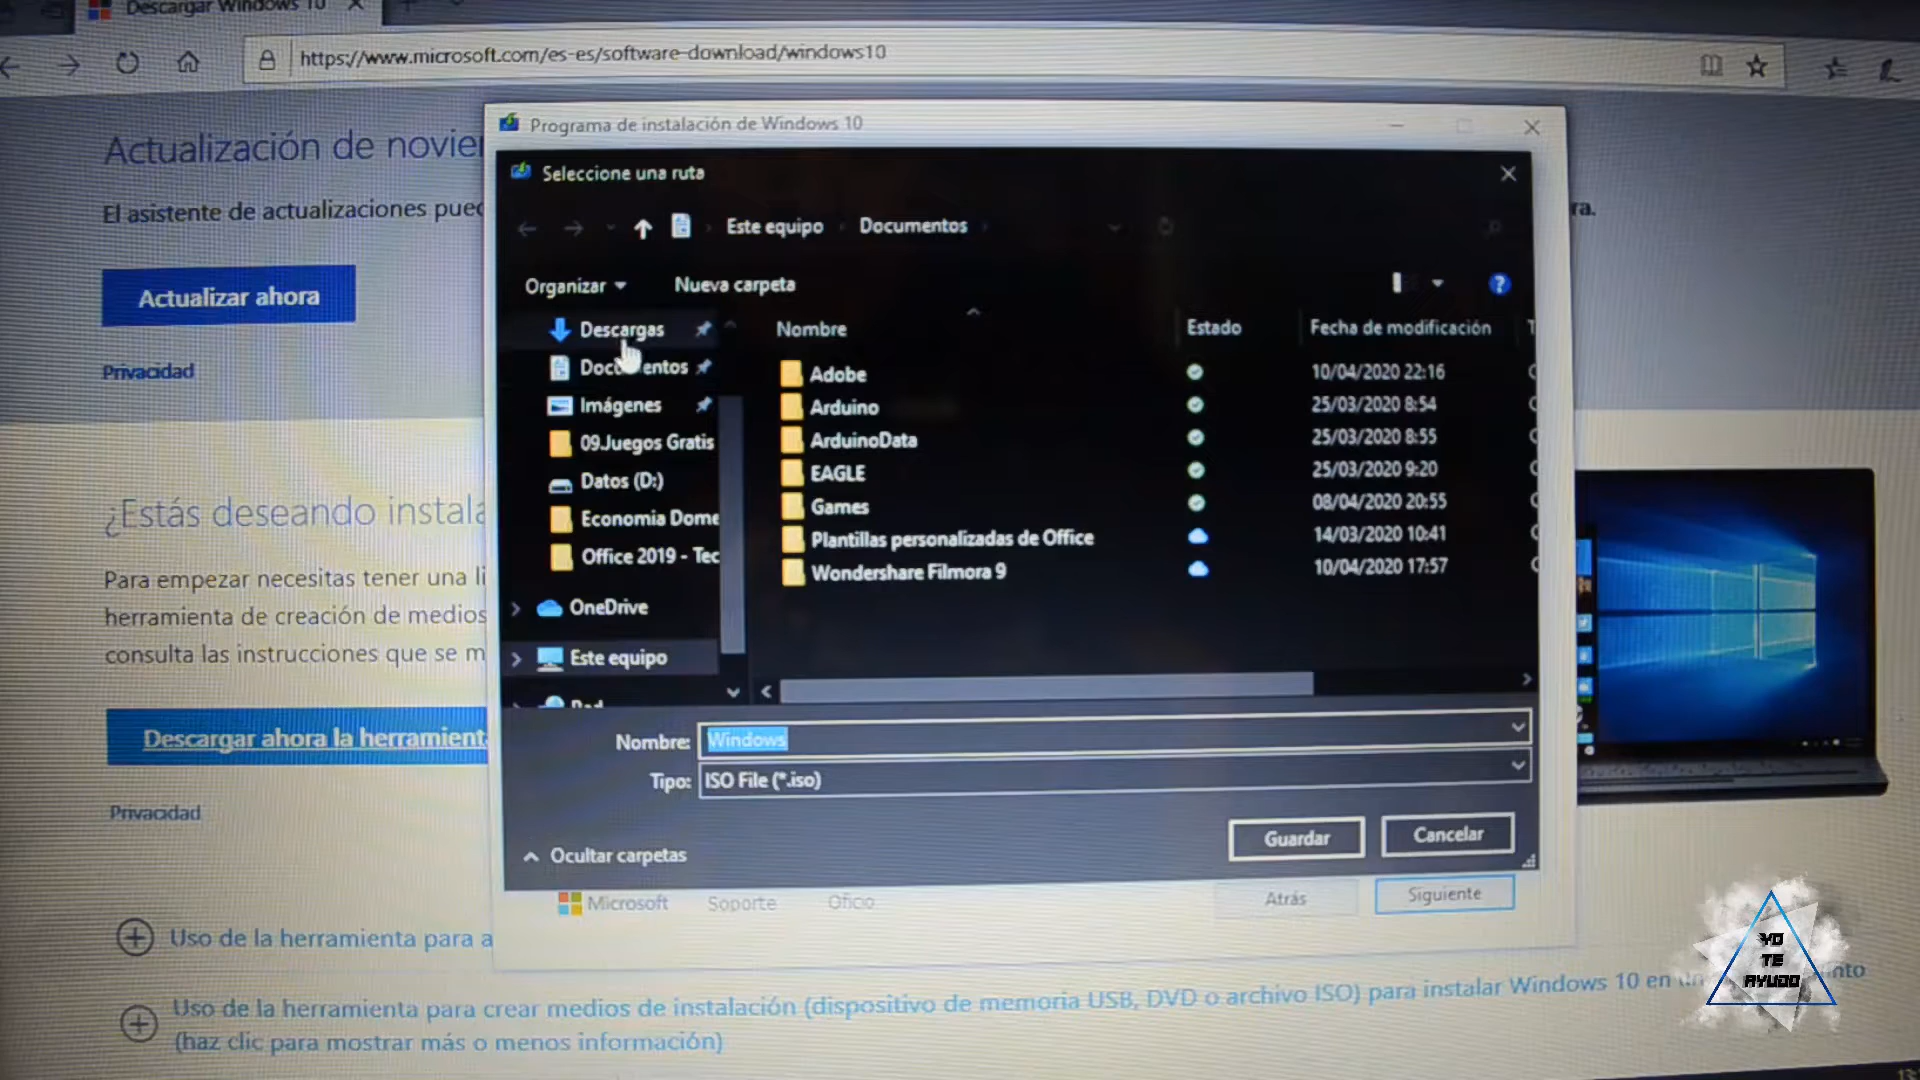 Descargar Windows 10
https://www.microsoft.com/es-es/software-download/windows10
Actualización de novie
El asistente de actualizaciones pued
ra.
Actualizar ahora
Privacidad
¿Estás deseando instala
Para empezar necesitas tener una li
herramienta de creación de medios
consulta las instrucciones que se m
Descargar ahora la herramient
Privacidad
Uso de la herramienta para a
nto
Uso de la herramienta para crear medios de instalación (dispositivo de memoria USB, DVD o archivo ISO) para instalar Windows 10 en un
(haz clic para mostrar más o menos información)
Programa de instalación de Windows 10
Seleccione una ruta
Este equipo
Documentos
Organizar
Nueva carpeta
Descargas
Documentos
Imágenes
09.Juegos Gratis
Datos (D:)
Economia Dome
Office 2019 - Tec
OneDrive
Este equipo
Nombre Estado Fecha de modificación T
Adobe 10/04/2020 22:16
Arduino 25/03/2020 8:54
ArduinoData 25/03/2020 8:55
EAGLE 25/03/2020 9:20
Games 08/04/2020 20:55
Plantillas personalizadas de Office 14/03/2020 10:41
Wondershare Filmora 9 10/04/2020 17:57
Nombre: Windows
Tipo: ISO File (*.iso)
Ocultar carpetas
Guardar
Cancelar
Microsoft
Soporte
Atrás
Siguiente
YO
TE
AYUDO